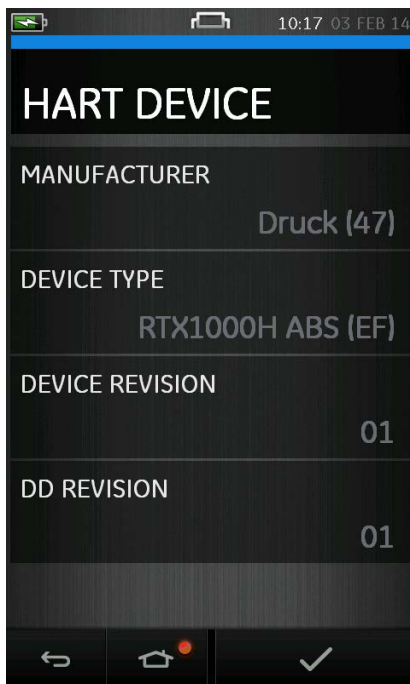 10:17 03 FEB 14
HART DEVICE
MANUFACTURER
Druck (47)
DEVICE TYPE
RTX1000H ABS (EF)
DEVICE REVISION
01
DD REVISION
01